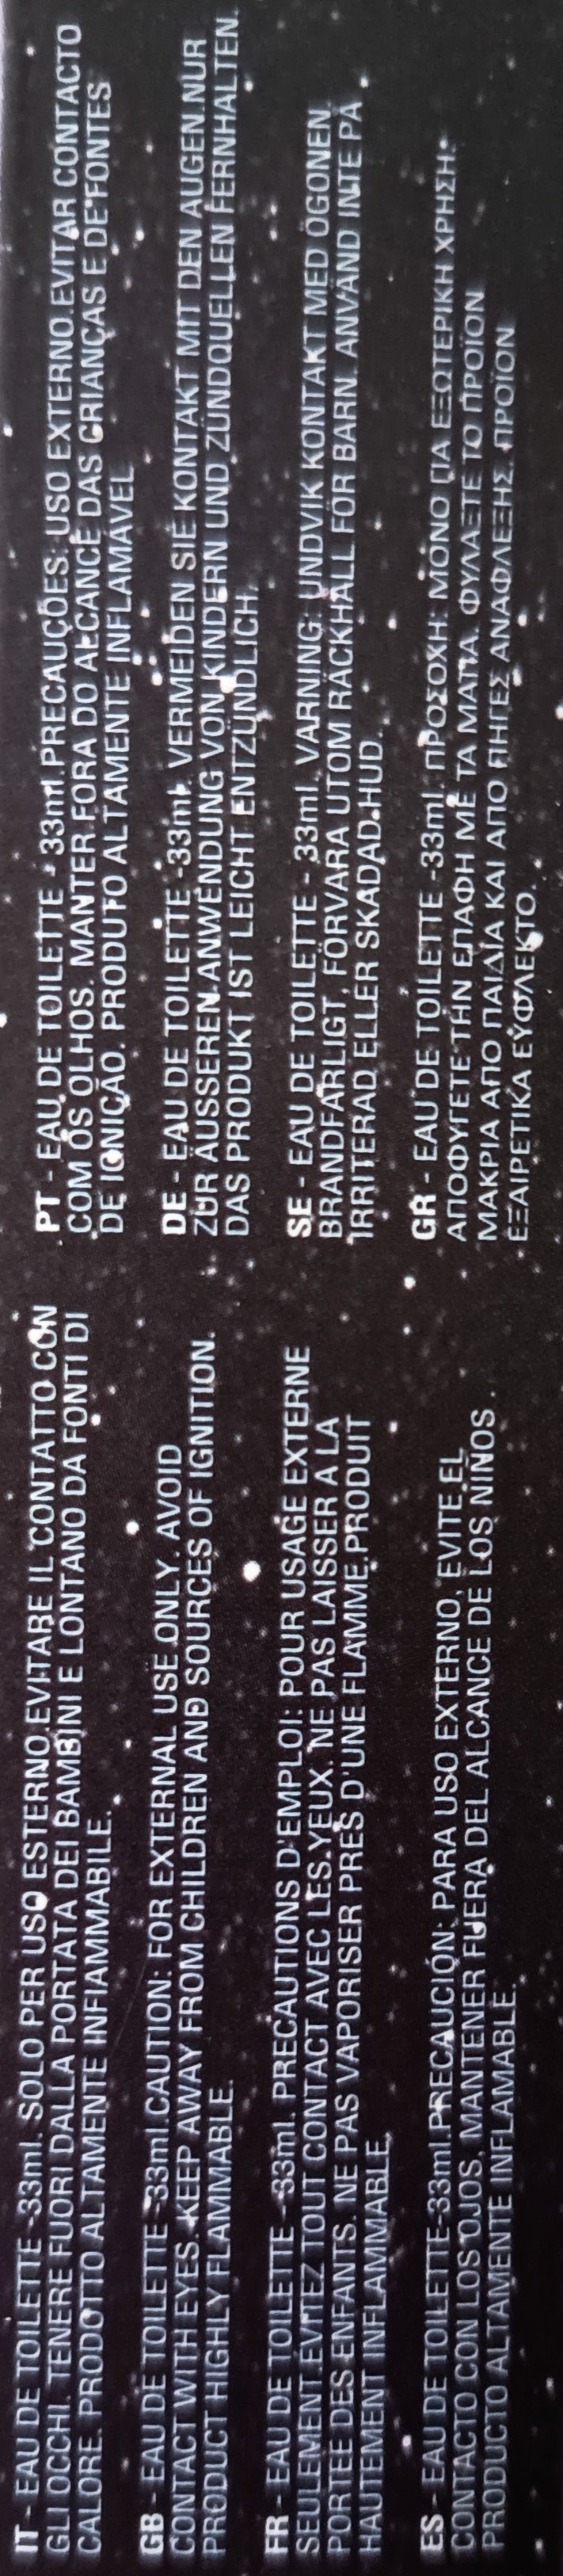 IT - EAU DE TOILETTE -33ml. SOLO PER USO ESTERNO.EVITARE IL CONTATTO CON
GLI OCCHI. TENERE FUORI DALLA PORTATA DEI BAMBINI E LONTANO DA FONTI DI
CALORE. PRODOTTO ALTAMENTE INFIAMMABILE.
GB - EAU DE TOILETTE -33ml.CAUTION: FOR EXTERNAL USE ONLY. AVOID
CONTACT WITH EYES. KEEP AWAY FROM CHILDREN AND SOURCES OF IGNITION.
PRODUCT HIGHLY FLAMMABLE.
FR - EAU DE TOILETTE -33ml. PRECAUTIONS D'EMPLOI: POUR USAGE EXTERNE
SEULEMENT.ÉVITEZ TOUT CONTACT AVEC LES YEUX. NE PAS LAISSER A LA
PORTEE DES ENFANTS. NE PAS VAPORISER PRES D'UNE FLAMME.PRODUIT
HAUTEMENT INFLAMMABLE.
ES - EAU DE TOILETTE-33ml.PRECAUCIÓN: PARA USO EXTERNO, EVITE EL
CONTACTO CON LOS OJOS. MANTENER FUERA DEL ALCANCE DE LOS NINOS .
PRODUCTO ALTAMENTE INFLAMABLE.
PT - EAU DE TOILETTE - 33ml.PRECAUÇÕES: USO EXTERNO.EVITAR CONTACTO
COM OS OLHOS. MANTER FORA DO ALCANCE DAS CRIANÇAS E DE FONTES
DE IGNIÇÃO. PRODUTO ALTAMENTE INFLAMÁVEL
DE - EAU DE TOILETTE -33ml. VERMEIDEN SIE KONTAKT MIT DEN AUGEN.NUR
ZUR ÄUSSEREN ANWENDUNG VON KINDERN UND ZÜNDQUELLEN FERNHALTEN.
DAS PRODUKT IST LEICHT ENTZÜNDLICH.
SE - EAU DE TOILETTE - 33ml. VARNING: UNDVIK KONTAKT MED ÖGONEN.
BRANDFARLIGT, FÖRVARA UTOM RÄCKHÅLL FÖR BARN. ANVÄND INTE PÅ
IRRITERAD ELLER SKADAD HUD.
GR - EAU DE TOILETTE -33ml. ΠΡΟΣΟΧΗ: ΜΟΝΟ ΓΙΑ ΕΞΩΤΕΡΙΚΗ ΧΡΗΣΗ.
ΑΠΟΦΥΓΕΤΕ ΤΗΝ ΕΠΑΦΗ ΜΕ ΤΑ ΜΑΤΙΑ. ΦΥΛΑΞΤΕ ΤΟ ΠΡΟΪΟΝ
ΜΑΚΡΙΑ ΑΠΟ ΠΑΙΔΙΑ ΚΑΙ ΑΠΟ ΠΗΓΕΣ ΑΝΑΦΛΕΞΗΣ. ΠΡΟΪΟΝ
ΕΞΑΙΡΕΤΙΚΑ ΕΥΦΛΕΚΤΟ.